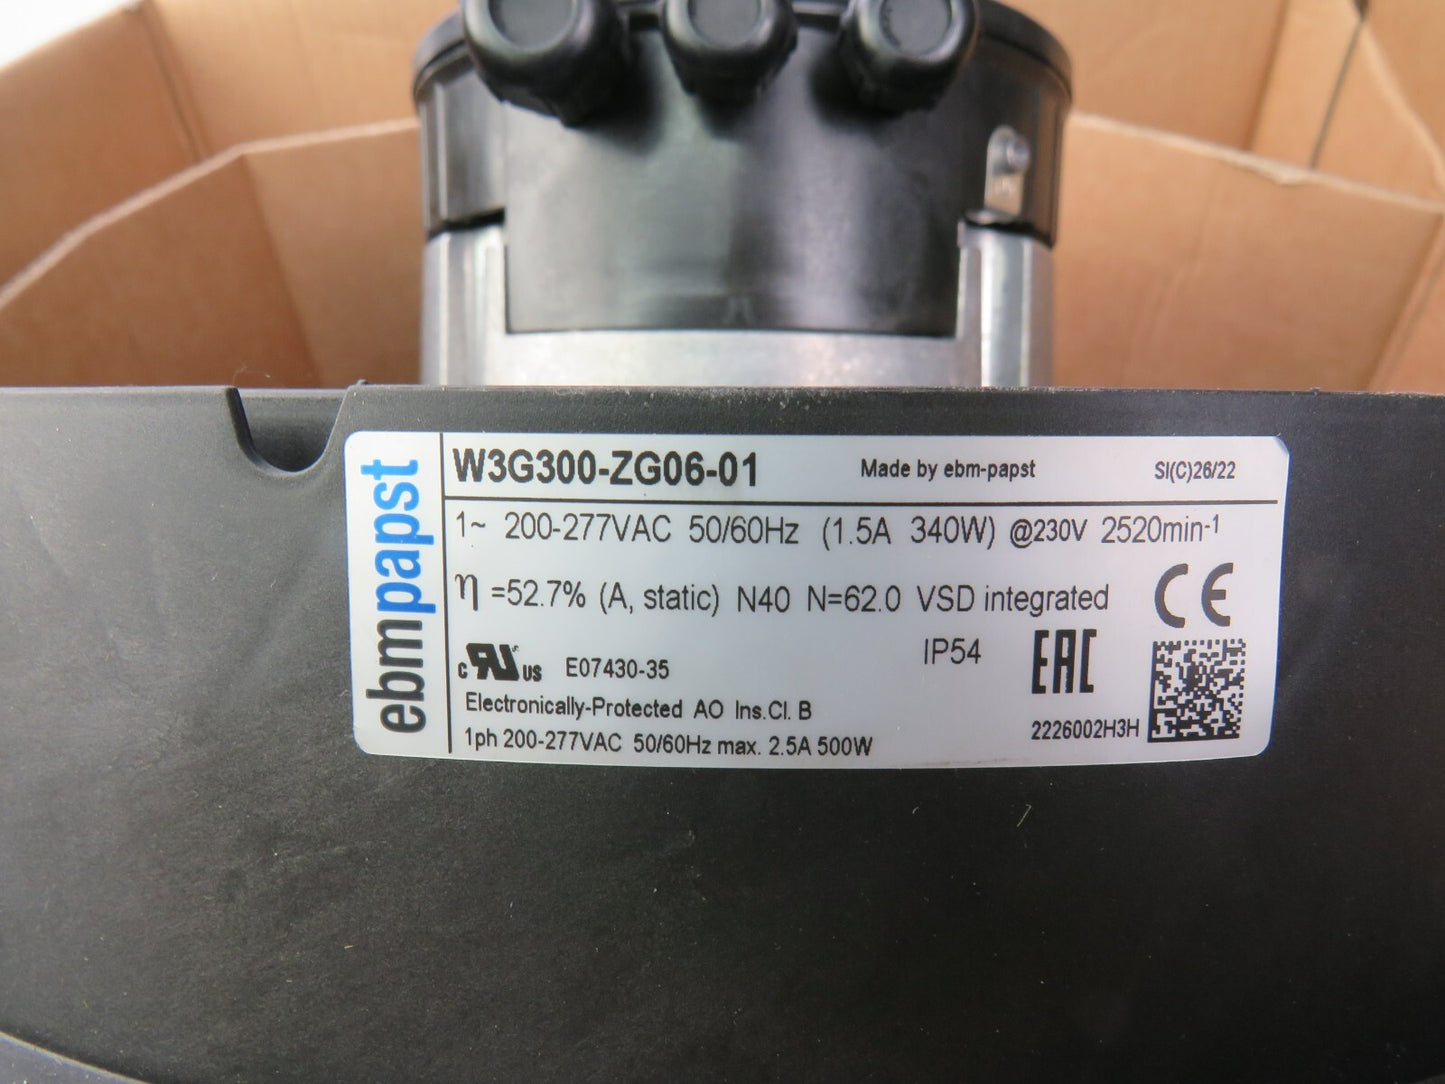 ebmpapst
W3G300-ZG06-01 Made by ebm-papst SI(C)26/22
1~ 200-277VAC 50/60Hz (1.5A 340W) @230V 2520min-1
η =52.7% (A, static) N40 N=62.0 VSD integrated CE
c RU us E07430-35 IP54 EAC
Electronically-Protected AO Ins.Cl. B
1ph 200-277VAC 50/60Hz max. 2.5A 500W 2226002H3H